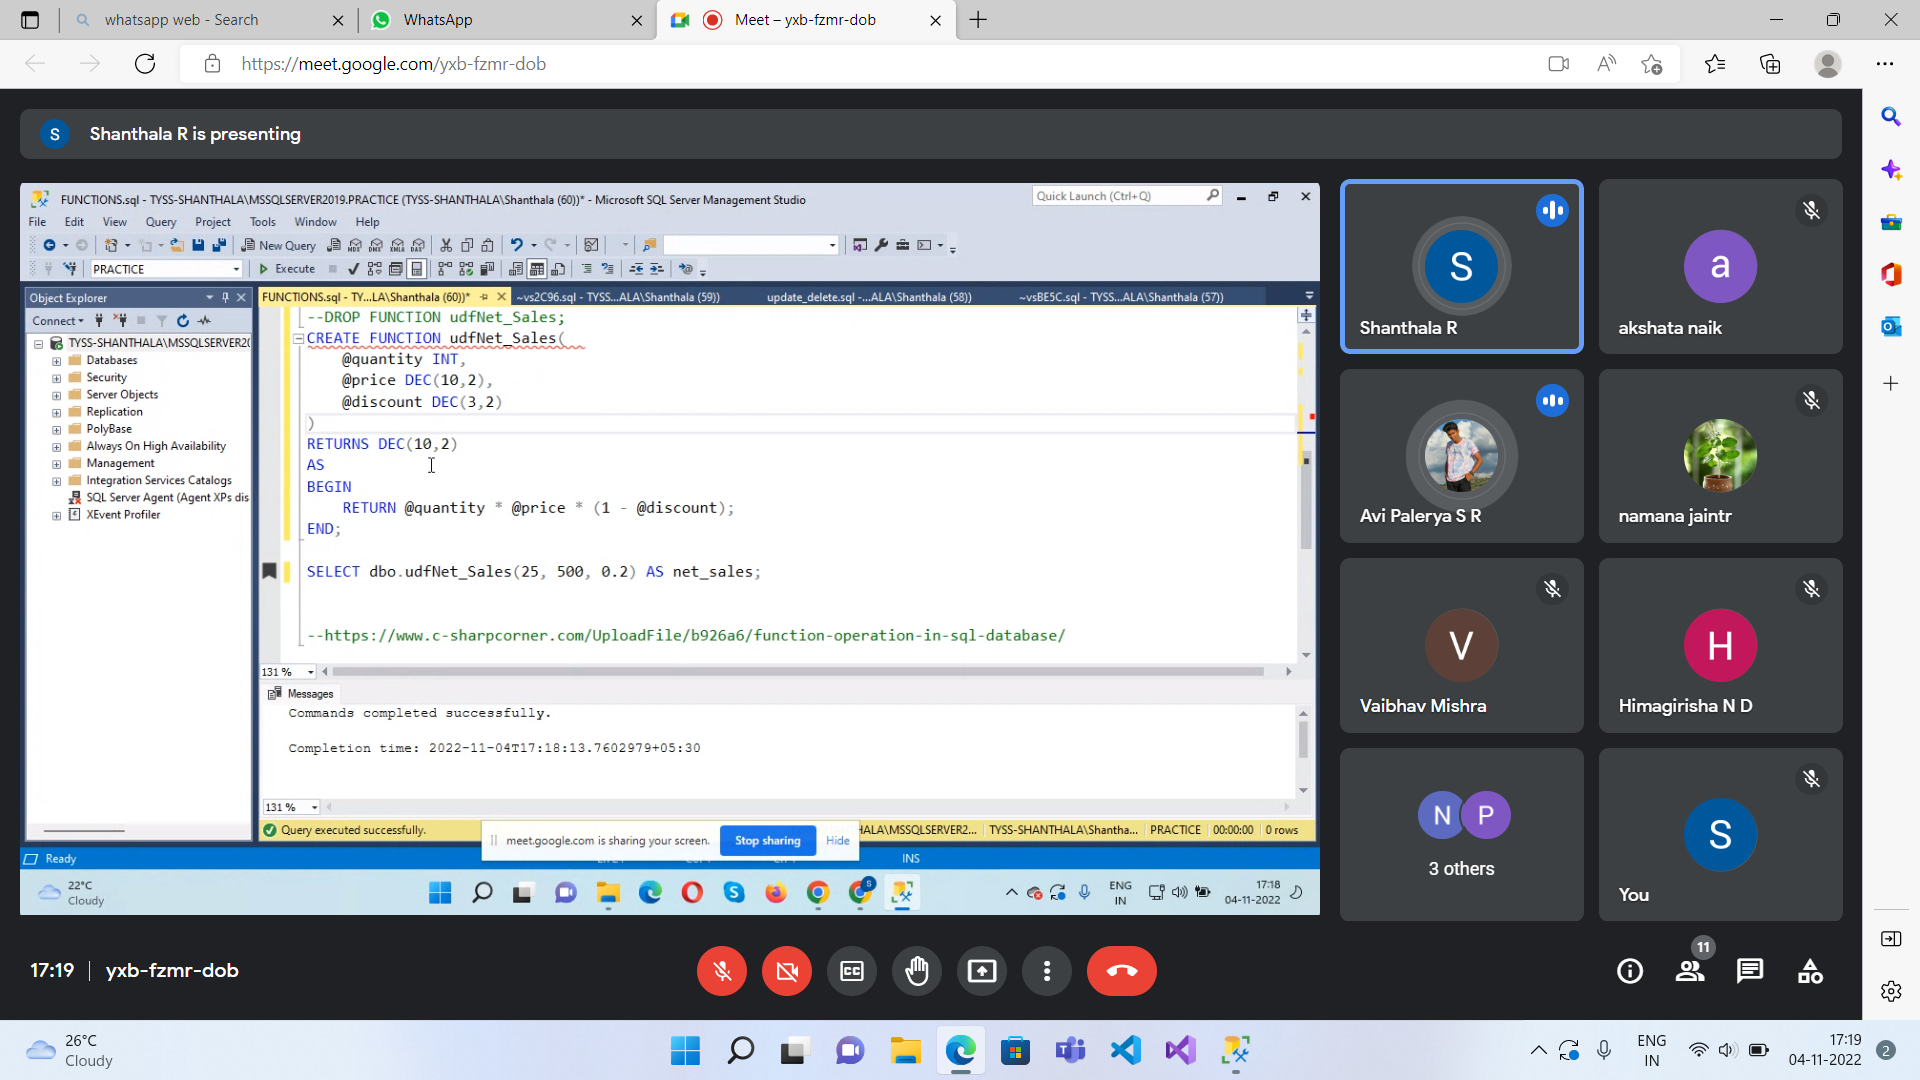 whatsapp web - Search
WhatsApp
Meet – yxb-fzmr-dob
https://meet.google.com/yxb-fzmr-dob
S
Shanthala R is presenting
FUNCTIONS.sql - TYSS-SHANTHALA\MSSQLSERVER2019.PRACTICE (TYSS-SHANTHALA\Shanthala (60))* - Microsoft SQL Server Management Studio
Quick Launch (Ctrl+Q)
File Edit View Query Project Tools Window Help
New Query
PRACTICE
Execute
Object Explorer
Connect
TYSS-SHANTHALA\MSSQLSERVER20
Databases
Security
Server Objects
Replication
PolyBase
Always On High Availability
Management
Integration Services Catalogs
SQL Server Agent (Agent XPs dis
XEvent Profiler
FUNCTIONS.sql - TY...LA\Shanthala (60))*
~vs2C96.sql - TYSS...ALA\Shanthala (59))
update_delete.sql -...ALA\Shanthala (58))
~vsBE5C.sql - TYSS...ALA\Shanthala (57))
--DROP FUNCTION udfNet_Sales;
CREATE FUNCTION udfNet_Sales(
@quantity INT,
@price DEC(10,2),
@discount DEC(3,2)
)
RETURNS DEC(10,2)
AS
BEGIN
RETURN @quantity * @price * (1 - @discount);
END;
SELECT dbo.udfNet_Sales(25, 500, 0.2) AS net_sales;
--https://www.c-sharpcorner.com/UploadFile/b926a6/function-operation-in-sql-database/
131 %
Messages
Commands completed successfully.
Completion time: 2022-11-04T17:18:13.7602979+05:30
131 %
Query executed successfully.
HALA\MSSQLSERVER2...
TYSS-SHANTHALA\Shantha...
PRACTICE
00:00:00
0 rows
meet.google.com is sharing your screen.
Stop sharing
Hide
Ready
INS
22°C
Cloudy
ENG
IN
17:18
04-11-2022
S
Shanthala R
a
akshata naik
Avi Palerya S R
namana jaintr
V
Vaibhav Mishra
H
Himagirisha N D
N P
3 others
S
You
17:19 | yxb-fzmr-dob
CC
11
26°C
Cloudy
ENG
IN
17:19
04-11-2022
2